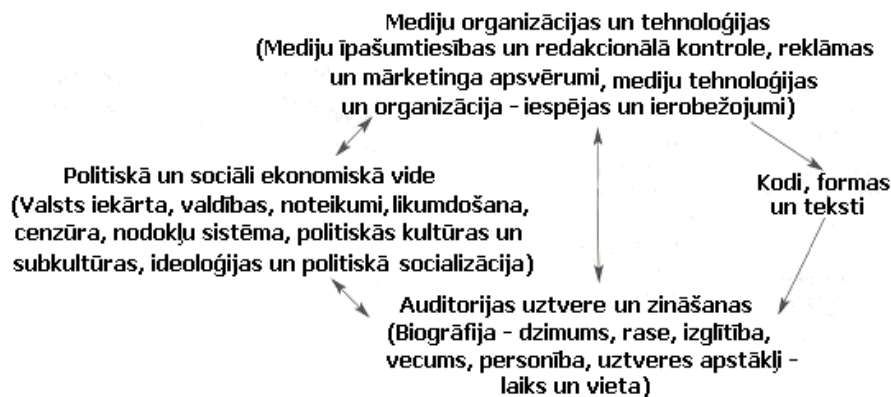 Mediju organizācijas un tehnoloģijas
(Mediju īpašumtiesības un redakcionālā kontrole, reklāmas
un mārketinga apsvērumi, mediju tehnoloģijas
un organizācija - iespējas un ierobežojumi)
Politiskā un sociāli ekonomiskā vide
(Valsts iekārta, valdības, noteikumi, likumdošana,
cenzūra, nodokļu sistēma, politiskās kultūras un
subkultūras, ideoloģijas un politiskā socializācija)
Kodi, formas
un teksti
Auditorijas uztvere un zināšanas
(Biogrāfija - dzimums, rase, izglītība,
vecums, personība, uztveres apstākļi -
laiks un vieta)